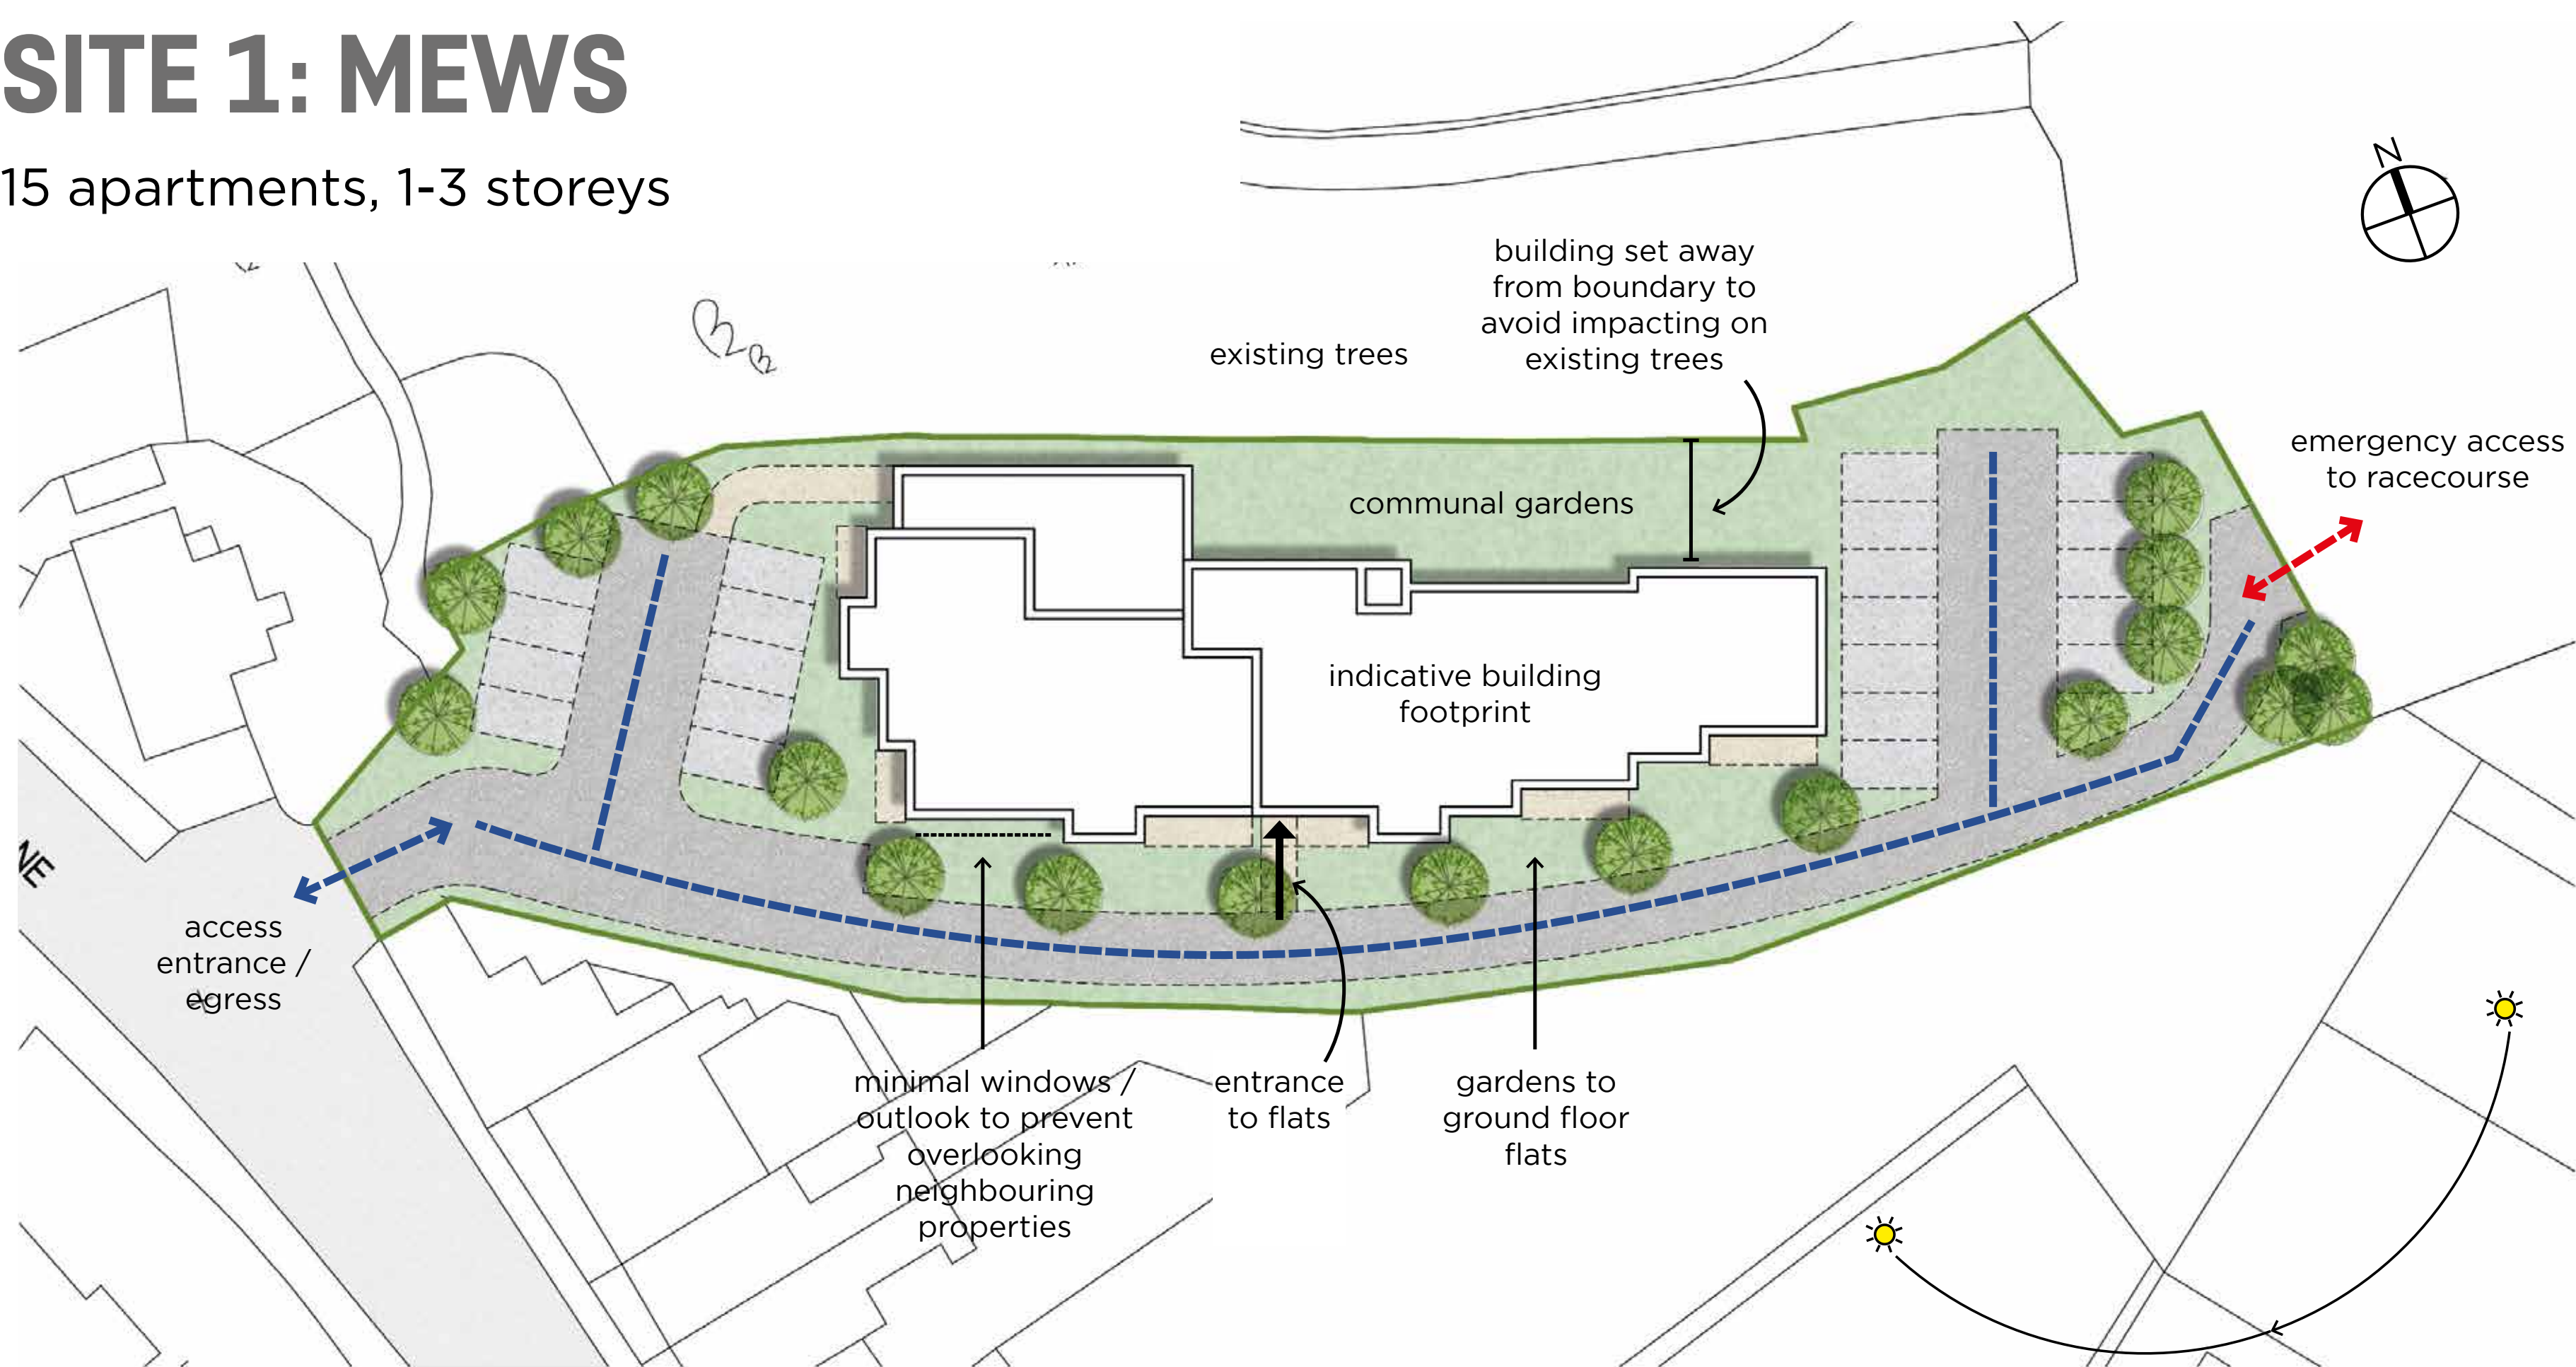 SITE 1: MEWS
15 apartments, 1-3 storeys
N
building set away
from boundary to
avoid impacting on
existing trees
existing trees
emergency access
to racecourse
communal gardens
indicative building
footprint
NE
access
entrance /
egress
minimal windows /
outlook to prevent
overlooking
neighbouring
properties
entrance
to flats
gardens to
ground floor
flats